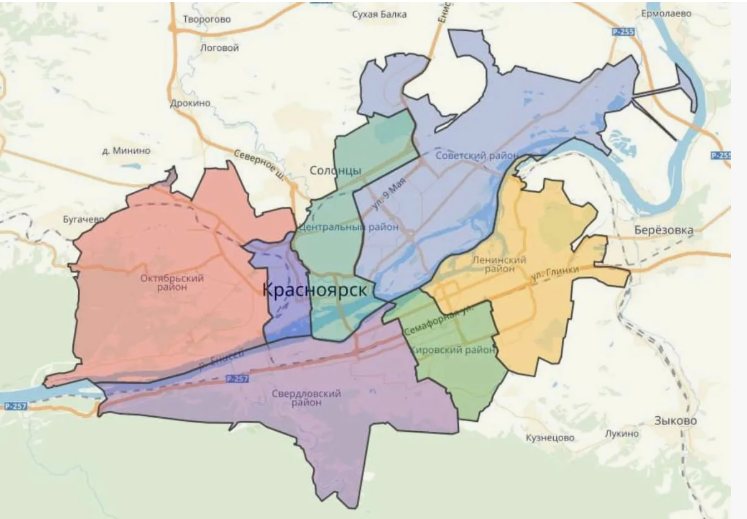 Творогово
Сухая Балка
Ермолаево
Р-255
Логовой
Дрокино
д. Минино
Северное ш.
Солонцы
Советский район
Р-255
ул. 9 Мая
Бугачево
Центральный район
Берёзовка
Октябрьский
район
Ленинский
район
ул. Глинки
Красноярск
Семафорная ул.
Кировский район
р. Енисей
Р-257
Р-257
Свердловский
район
Зыково
Кузнецово
Лукино